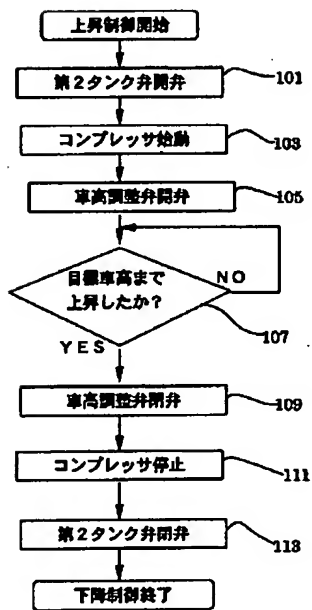 上昇制御開始
第2タンク弁開弁
101
コンプレッサ始動
103
車高調整弁開弁
105
目標車高まで
上昇したか?
NO
107
YES
車高調整弁閉弁
109
コンプレッサ停止
111
第2タンク弁閉弁
113
下降制御終了